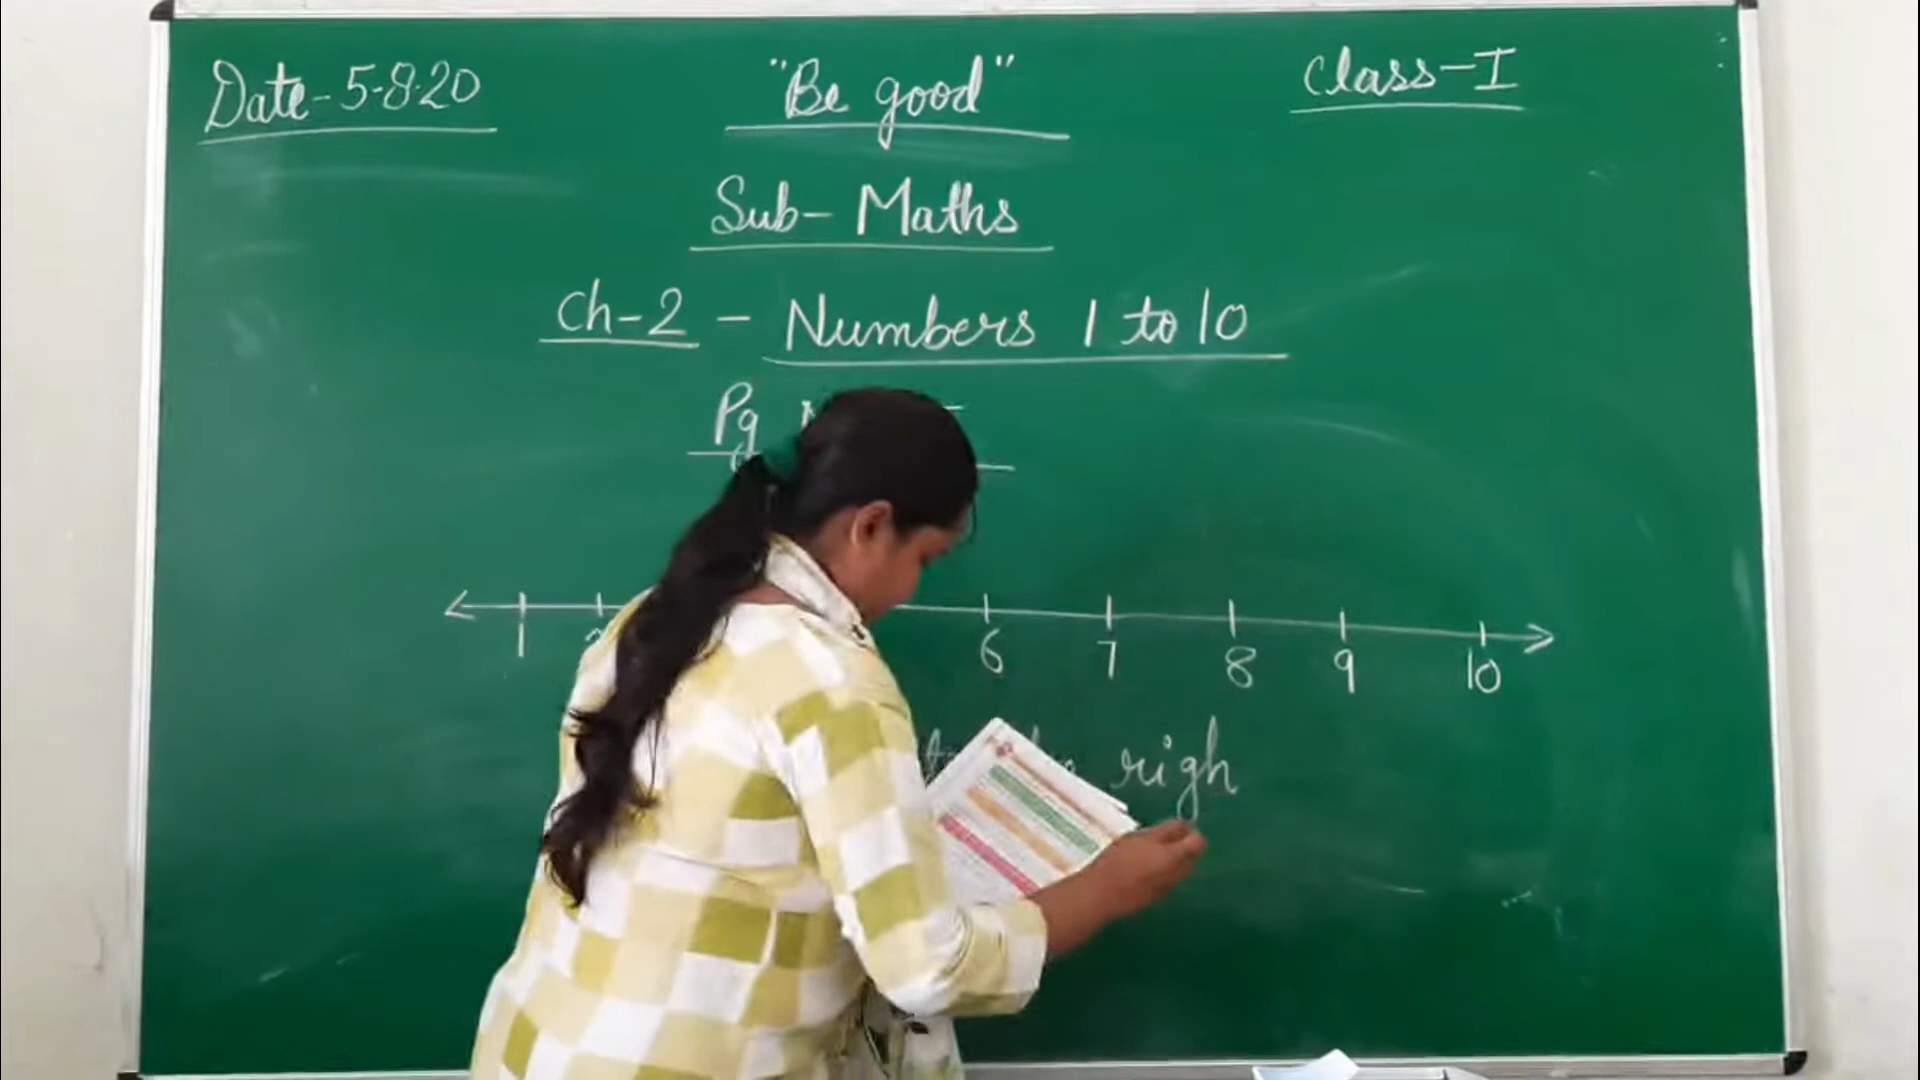 Date-5-8-20
"Be good"
Class-I
Sub-Maths
Ch-2 - Numbers 1 to 10
Pg
1 6 7 8 9 10
righ